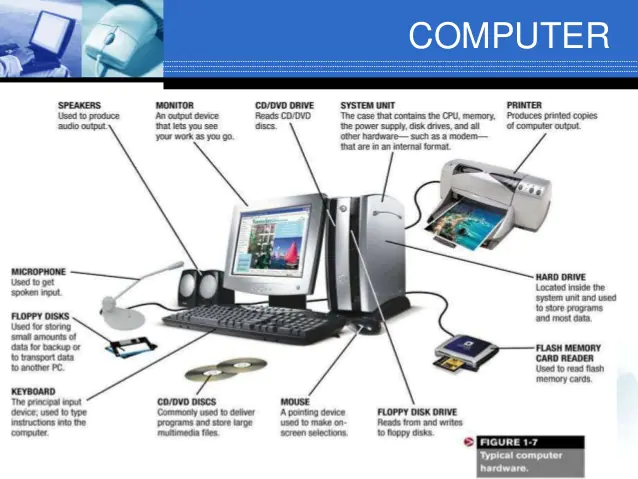 COMPUTER
SPEAKERS
Used to produce
audio output.
MONITOR
An output device
that lets you see
your work as you go.
CD/DVD DRIVE
Reads CD/DVD
discs.
SYSTEM UNIT
The case that contains the CPU, memory,
the power supply, disk drives, and all
other hardware— such as a modem—
that are in an internal format.
PRINTER
Produces printed copies
of computer output.
MICROPHONE
Used to get
spoken input.
FLOPPY DISKS
Used for storing
small amounts of
data for backup or
to transport data
to another PC.
KEYBOARD
The principal input
device; used to type
instructions into the
computer.
CD/DVD DISCS
Commonly used to deliver
programs and store large
multimedia files.
MOUSE
A pointing device
used to make on-
screen selections.
FLOPPY DISK DRIVE
Reads from and writes
to floppy disks.
HARD DRIVE
Located inside the
system unit and used
to store programs
and most data.
FLASH MEMORY
CARD READER
Used to read flash
memory cards.
FIGURE 1-7
Typical computer
hardware.